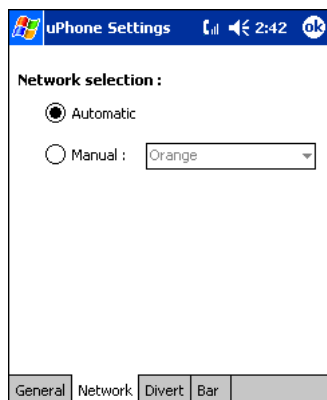 uPhone Settings 2:42 ok
Network selection :
Automatic
Manual : Orange
General Network Divert Bar